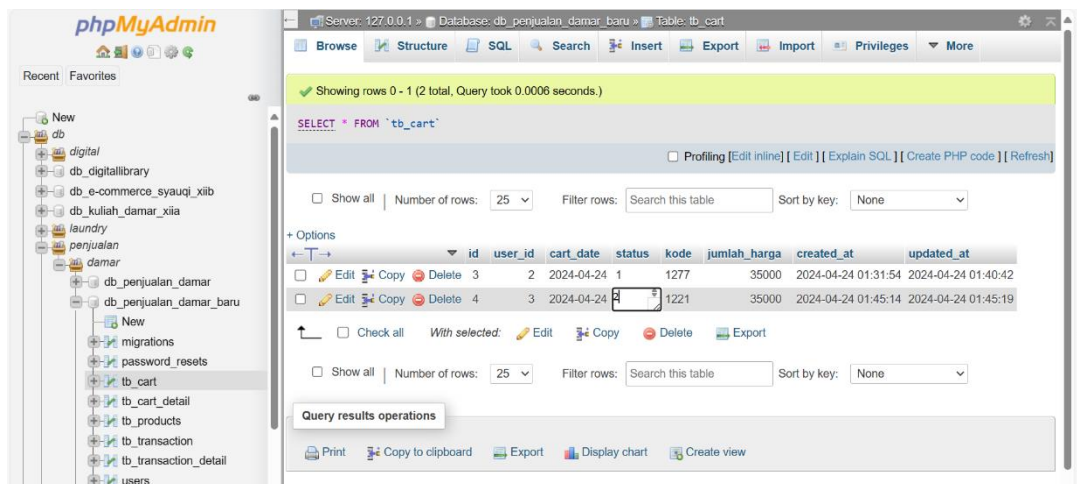 phpMyAdmin
Recent Favorites
New
db
digital
db_digitallibrary
db_e-commerce_syauqi_xiib
db_kuliah_damar_xiia
laundry
penjualan
damar
db_penjualan_damar
db_penjualan_damar_baru
New
migrations
password_resets
tb_cart
tb_cart_detail
tb_products
tb_transaction
tb_transaction_detail
users
Server: 127.0.0.1 » Database: db_penjualan_damar_baru » Table: tb_cart
Browse Structure SQL Search Insert Export Import Privileges More
Showing rows 0 - 1 (2 total, Query took 0.0006 seconds.)
SELECT * FROM `tb_cart`
Profiling [Edit inline] [ Edit ] [ Explain SQL ] [ Create PHP code ] [ Refresh]
Show all | Number of rows: 25 Filter rows: Search this table Sort by key: None
+ Options
id user_id cart_date status kode jumlah_harga created_at updated_at
Edit Copy Delete 3 2 2024-04-24 1 1277 35000 2024-04-24 01:31:54 2024-04-24 01:40:42
Edit Copy Delete 4 3 2024-04-24 2 1221 35000 2024-04-24 01:45:14 2024-04-24 01:45:19
Check all With selected: Edit Copy Delete Export
Show all | Number of rows: 25 Filter rows: Search this table Sort by key: None
Query results operations
Print Copy to clipboard Export Display chart Create view